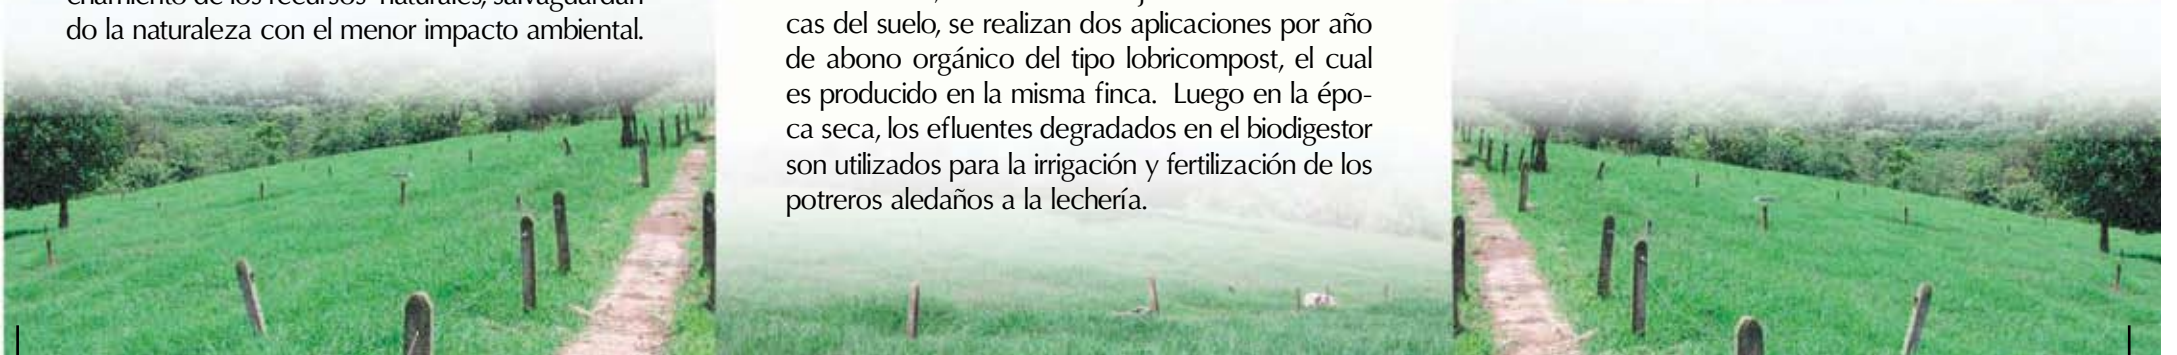 do la naturaleza con el menor impacto ambiental.
cas del suelo, se realizan dos aplicaciones por año
de abono orgánico del tipo lobricompost, el cual
es producido en la misma finca. Luego en la épo-
ca seca, los efluentes degradados en el biodigestor
son utilizados para la irrigación y fertilización de los
potreros aledaños a la lechería.